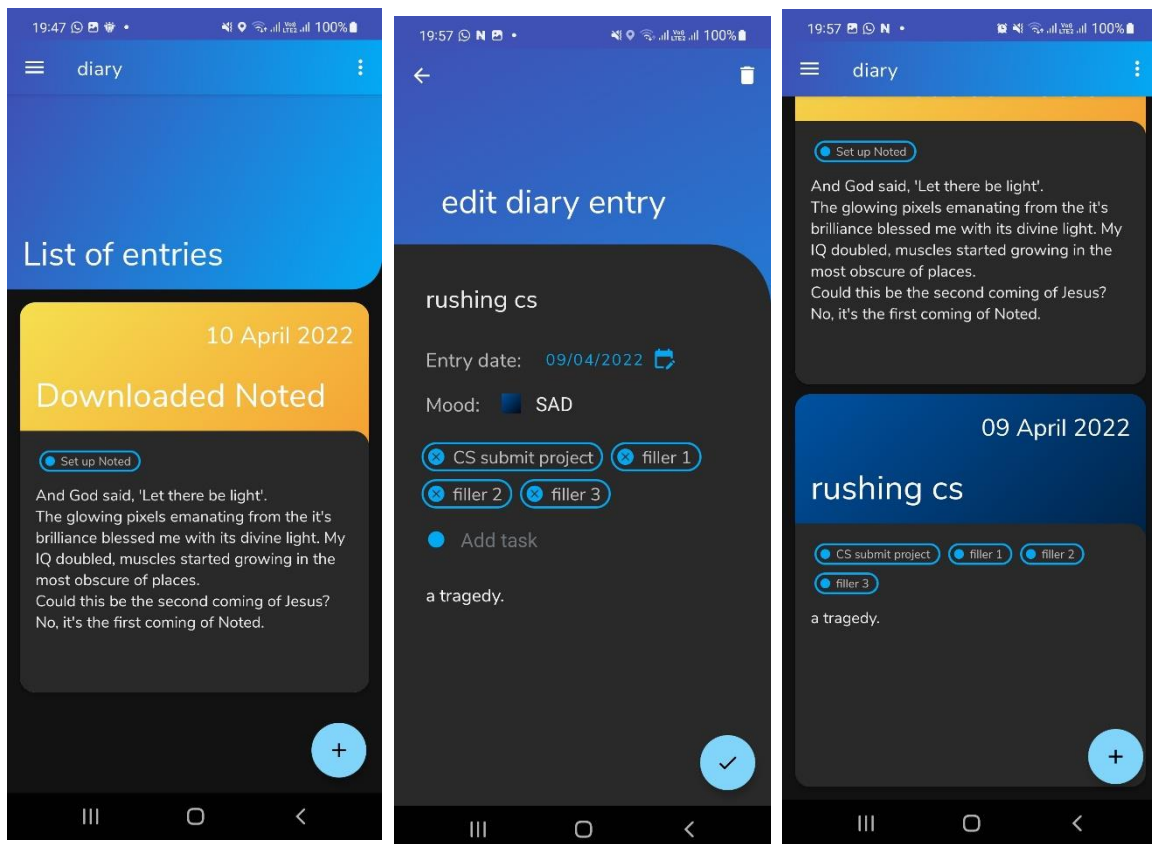 19:47 100%
diary
List of entries
10 April 2022
Downloaded Noted
Set up Noted
And God said, 'Let there be light'.
The glowing pixels emanating from the it's
brilliance blessed me with its divine light. My
IQ doubled, muscles started growing in the
most obscure of places.
Could this be the second coming of Jesus?
No, it's the first coming of Noted.
19:57 N 100%
edit diary entry
rushing cs
Entry date: 09/04/2022
Mood: SAD
CS submit project filler 1
filler 2 filler 3
Add task
a tragedy.
19:57 N 100%
diary
Set up Noted
And God said, 'Let there be light'.
The glowing pixels emanating from the it's
brilliance blessed me with its divine light. My
IQ doubled, muscles started growing in the
most obscure of places.
Could this be the second coming of Jesus?
No, it's the first coming of Noted.
09 April 2022
rushing cs
CS submit project filler 1 filler 2
filler 3
a tragedy.